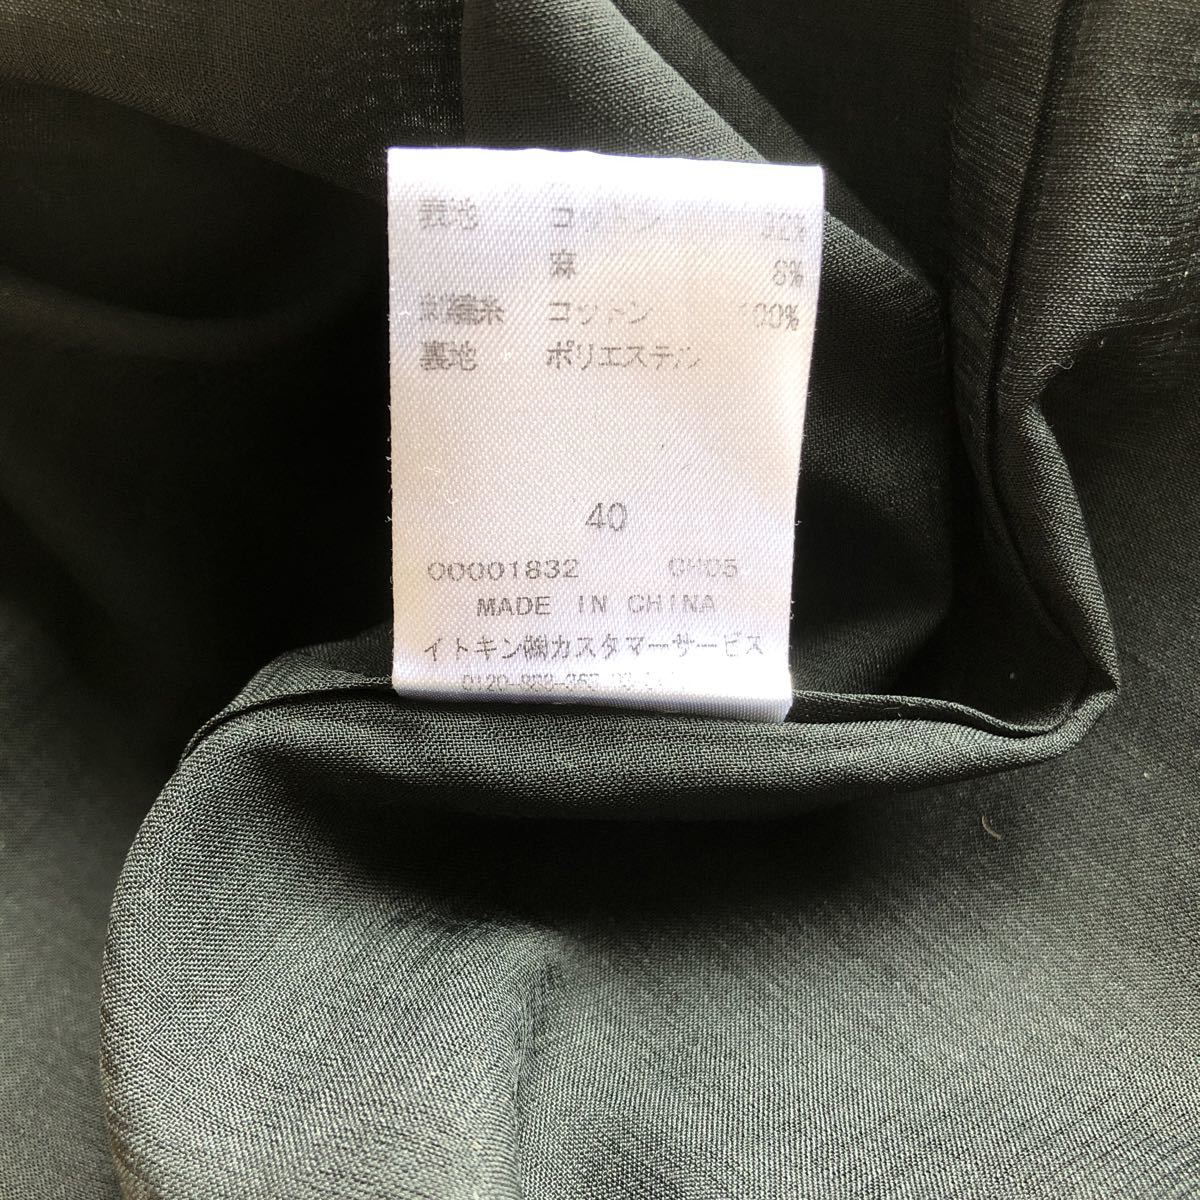 表地 コットン
麻 8%
刺繍糸 コットン 100%
裏地 ポリエステル
40
00001832
MADE IN CHINA
イトキン㈱カスタマーサービス